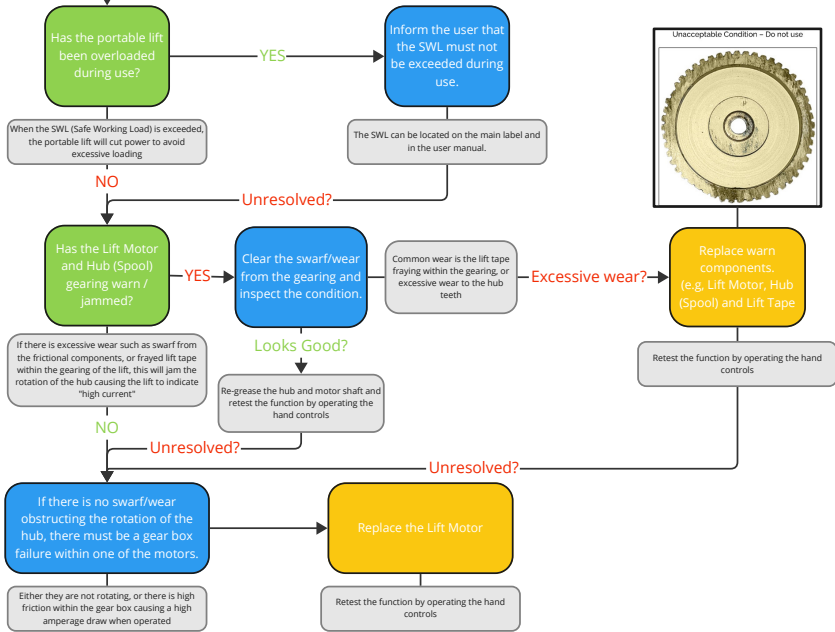 Has the portable lift
been overloaded
during use?
YES
Inform the user that
the SWL must not
be exceeded during
use.
Unacceptable Condition – Do not use
When the SWL (Safe Working Load) is exceeded,
the portable lift will cut power to avoid
excessive loading
The SWL can be located on the main label and
in the user manual.
NO
Unresolved?
Has the Lift Motor
and Hub (Spool)
gearing warn /
jammed?
YES
Clear the swarf/wear
from the gearing and
inspect the condition.
Common wear is the lift tape
fraying within the gearing, or
excessive wear to the hub
teeth
Excessive wear?
Replace warn
components.
(e.g, Lift Motor, Hub
(Spool) and Lift Tape
If there is excessive wear such as swarf from
the frictional components, or frayed lift tape
within the gearing of the lift, this will jam the
rotation of the hub causing the lift to indicate
"high current"
Looks Good?
Retest the function by operating the hand
controls
Re-grease the hub and motor shaft and
retest the function by operating the
hand controls
NO
Unresolved?
Unresolved?
If there is no swarf/wear
obstructing the rotation of the
hub, there must be a gear box
failure within one of the motors.
Replace the Lift Motor
Either they are not rotating, or there is high
friction within the gear box causing a high
amperage draw when operated
Retest the function by operating the hand
controls